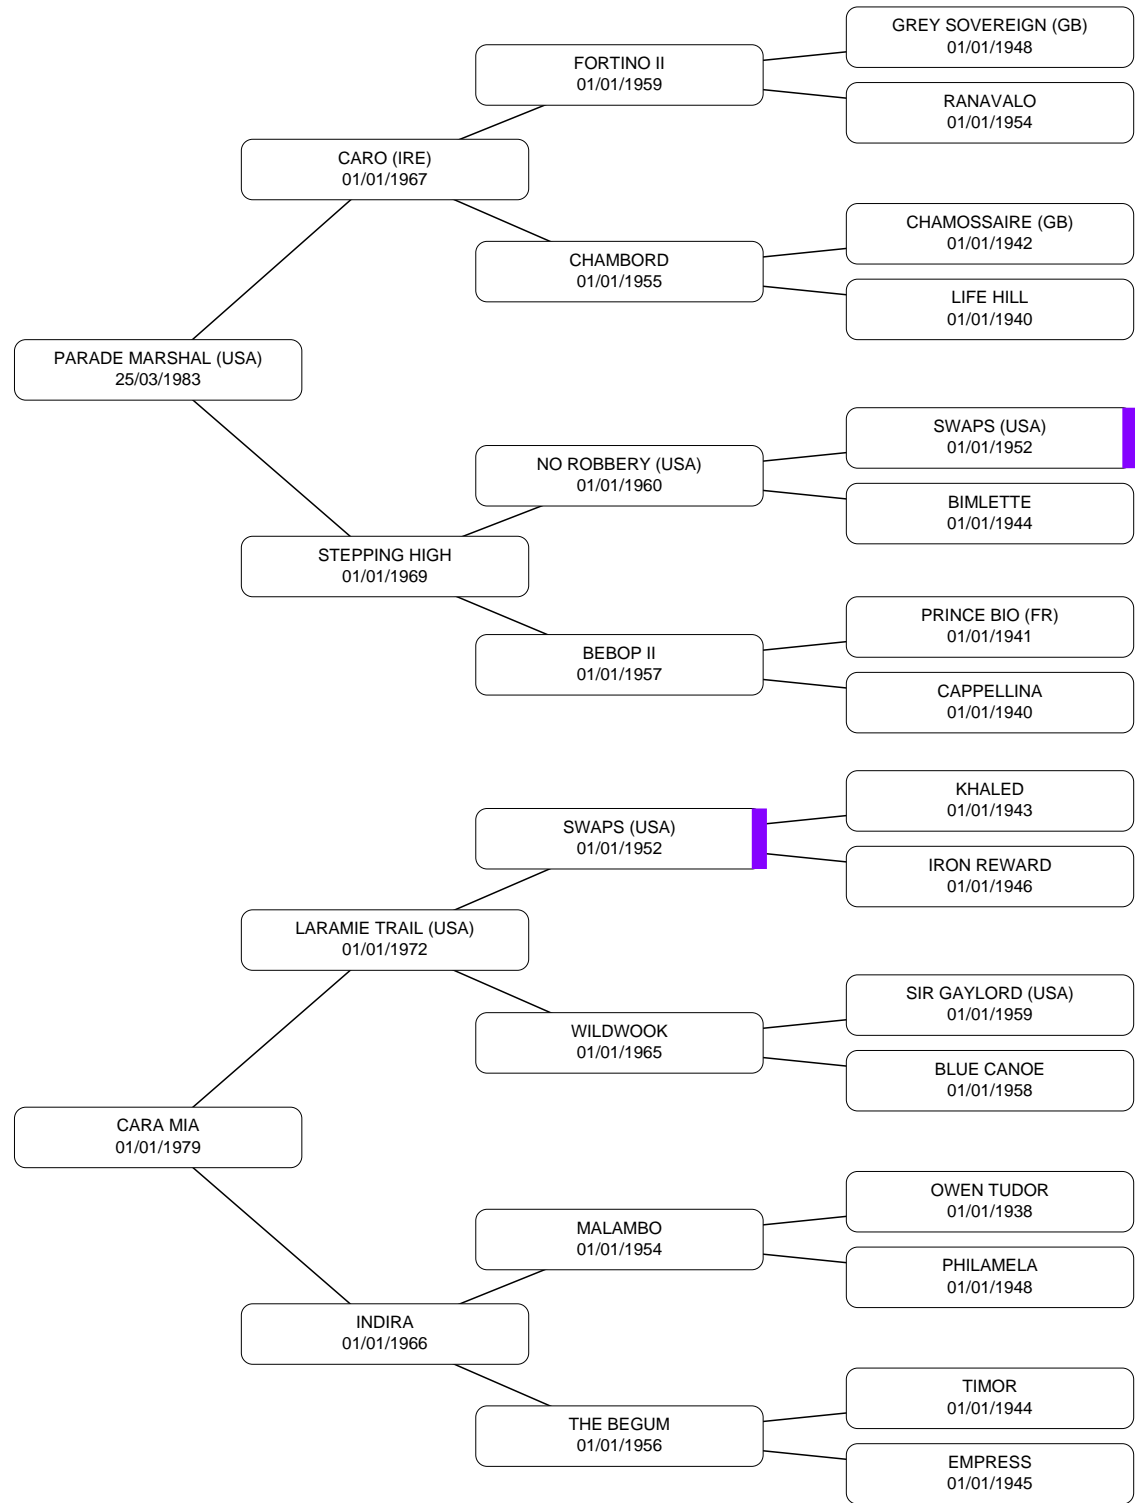 GREY SOVEREIGN (GB)
01/01/1948
FORTINO II
01/01/1959
RANAVALO
01/01/1954
CARO (IRE)
01/01/1967
CHAMOSSAIRE (GB)
01/01/1942
CHAMBORD
01/01/1955
LIFE HILL
01/01/1940
PARADE MARSHAL (USA)
25/03/1983
SWAPS (USA)
01/01/1952
NO ROBBERY (USA)
01/01/1960
BIMLETTE
01/01/1944
STEPPING HIGH
01/01/1969
PRINCE BIO (FR)
01/01/1941
BEBOP II
01/01/1957
CAPPELLINA
01/01/1940
KHALED
01/01/1943
SWAPS (USA)
01/01/1952
IRON REWARD
01/01/1946
LARAMIE TRAIL (USA)
01/01/1972
SIR GAYLORD (USA)
01/01/1959
WILDWOOK
01/01/1965
BLUE CANOE
01/01/1958
CARA MIA
01/01/1979
OWEN TUDOR
01/01/1938
MALAMBO
01/01/1954
PHILAMELA
01/01/1948
INDIRA
01/01/1966
TIMOR
01/01/1944
THE BEGUM
01/01/1956
EMPRESS
01/01/1945